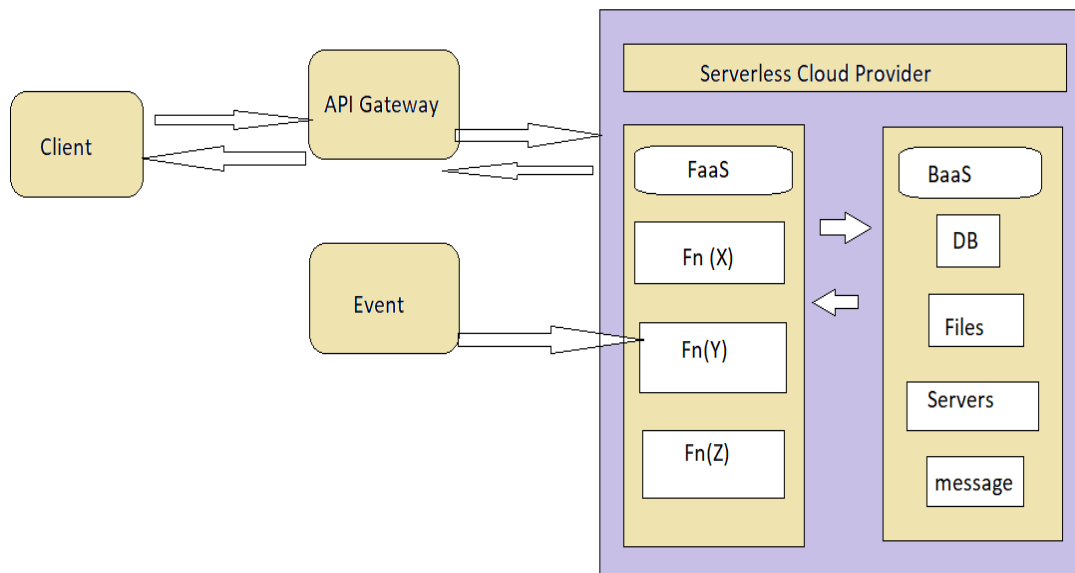 Serverless Cloud Provider
API Gateway
Client
FaaS
BaaS
Fn (X)
DB
Event
Fn(Y)
Files
Servers
Fn(Z)
message